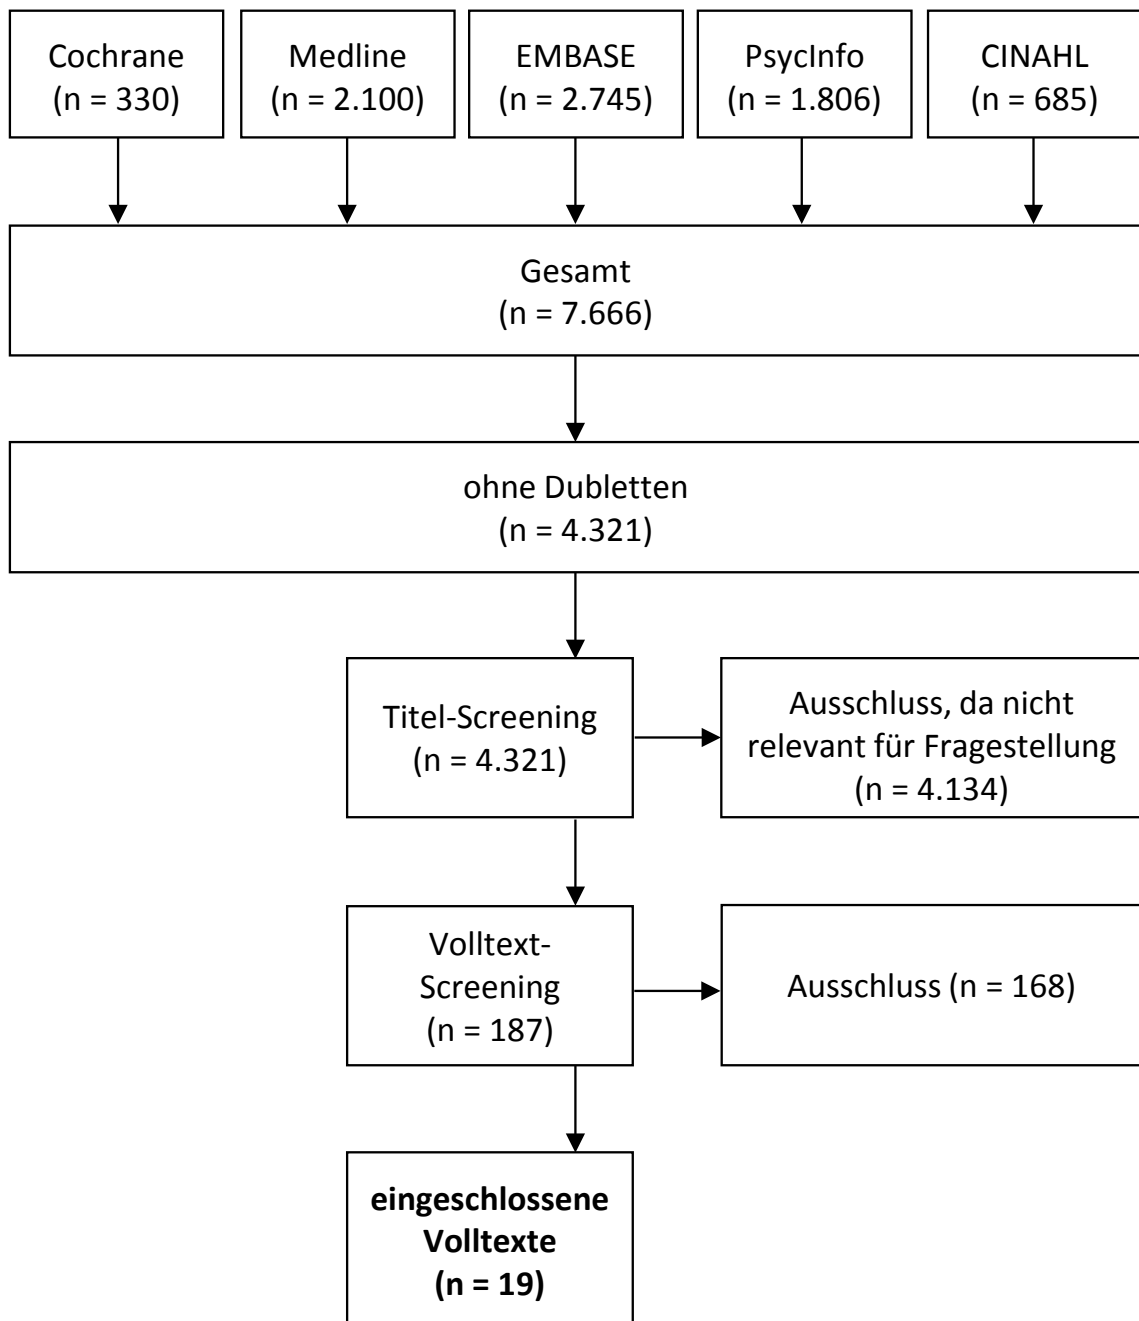 Cochrane
(n = 330)
Medline
(n = 2.100)
EMBASE
(n = 2.745)
PsycInfo
(n = 1.806)
CINAHL
(n = 685)
Gesamt
(n = 7.666)
ohne Dubletten
(n = 4.321)
Titel-Screening
(n = 4.321)
Ausschluss, da nicht
relevant für Fragestellung
(n = 4.134)
Volltext-
Screening
(n = 187)
Ausschluss (n = 168)
eingeschlossene
Volltexte
(n = 19)